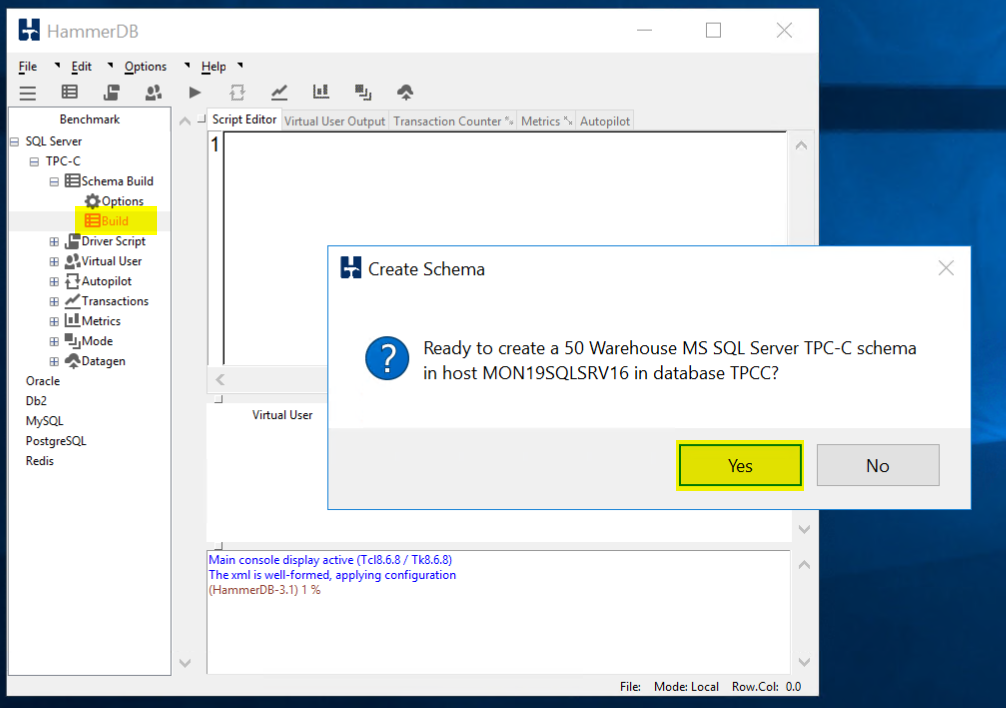 HammerDB
File Edit Options Help
Benchmark
SQL Server
TPC-C
Schema Build
Options
Build
Driver Script
Virtual User
Autopilot
Transactions
Metrics
Mode
Datagen
Oracle
Db2
MySQL
PostgreSQL
Redis
Script Editor Virtual User Output Transaction Counter Metrics Autopilot
1
Create Schema
Ready to create a 50 Warehouse MS SQL Server TPC-C schema
in host MON19SQLSRV16 in database TPCC?
Yes No
Virtual User
Main console display active (Tcl8.6.8 / Tk8.6.8)
The xml is well-formed, applying configuration
(HammerDB-3.1) 1 %
File: Mode: Local Row.Col: 0.0